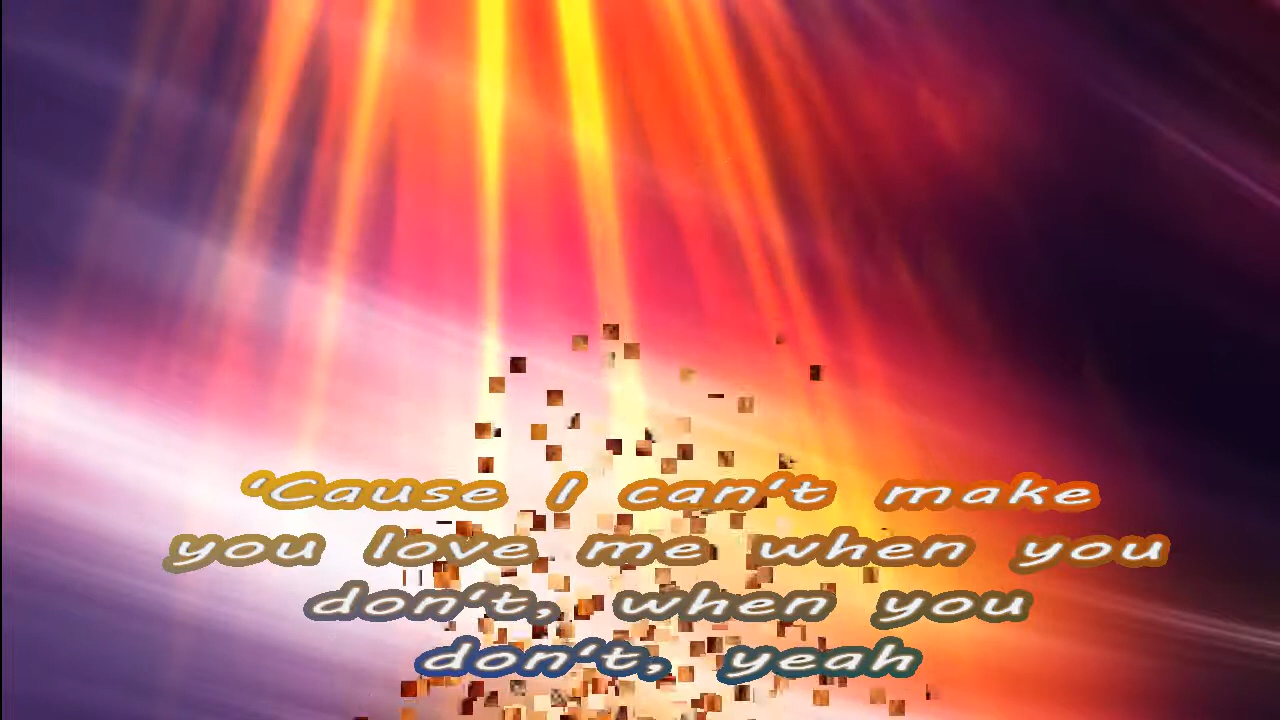 ‘Cause I can‘t make
you love me when you
don‘t, when you
don‘t, yeah